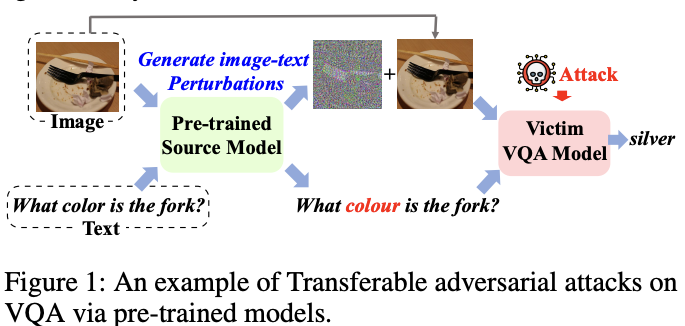 Generate image-text
Perturbations
Image
Pre-trained
Source Model
+
Attack
Victim
VQA Model
silver
What color is the fork?
Text
What colour is the fork?
Figure 1: An example of Transferable adversarial attacks on
VQA via pre-trained models.